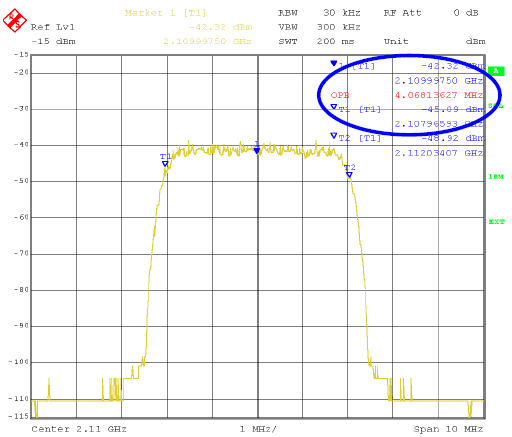 Marker 1 [T1] RBW 30 kHz RF Att 0 dB
Ref Lvl -42.32 dBm VBW 300 kHz
-15 dBm 2.10999750 GHz SWT 200 ms Unit dBm
-15
1 [T1] -42.32 dBm
A
-20
2.10999750 GHz
OPB 4.06813627 MHz
-30
T1 [T1] -45.09 dBm
2.10796593 GHz
-40
T2 [T1] -48.92 dBm
1
2.11203407 GHz
T1
T2
-50
1RM
-60
EXT
-70
-80
-90
-100
-110
-115
Center 2.11 GHz 1 MHz/ Span 10 MHz